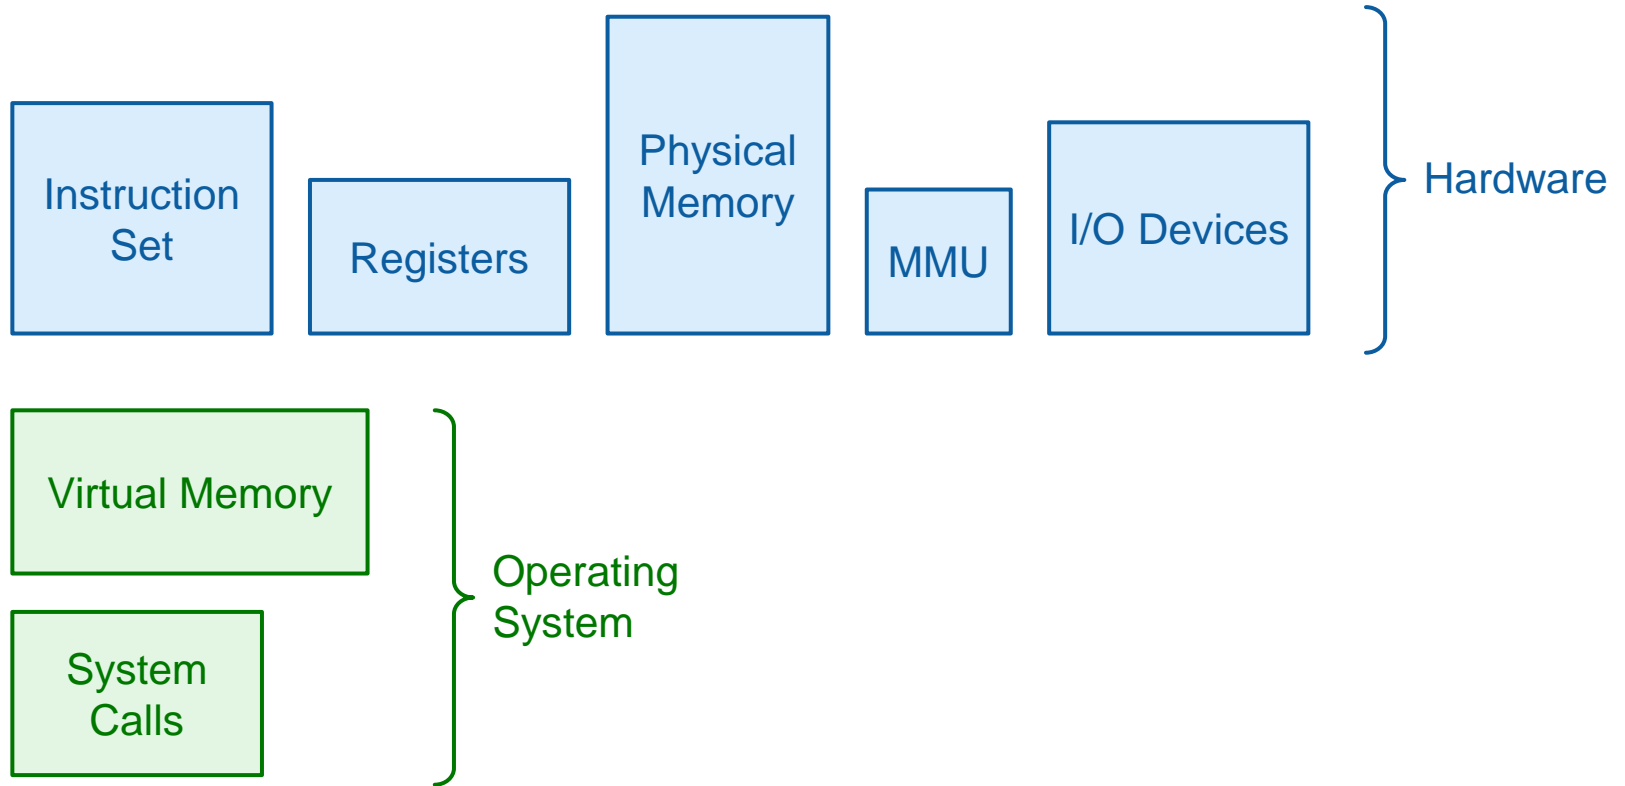 Instruction
Set
Registers
Physical
Memory
MMU
I/O Devices
Hardware
Virtual Memory
System
Calls
Operating
System